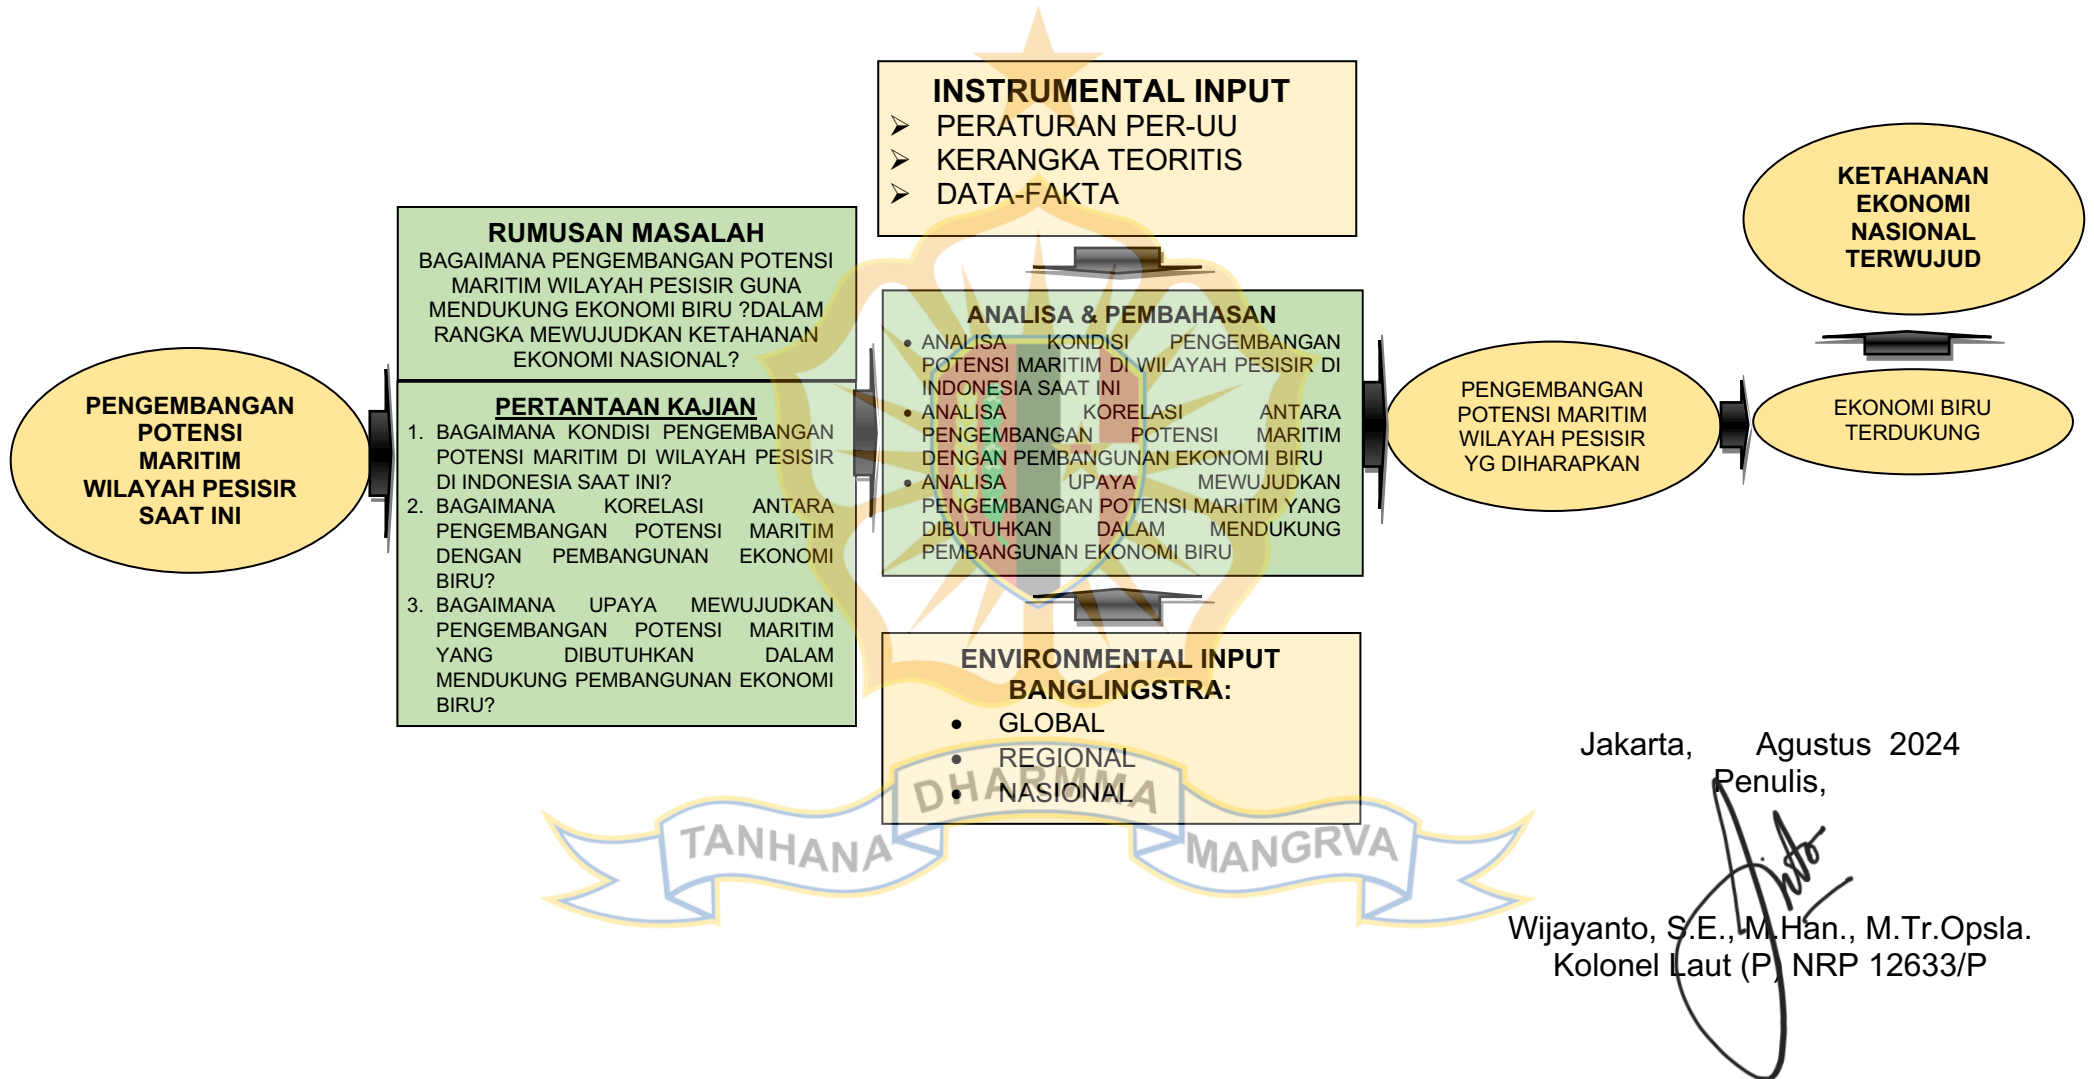 INSTRUMENTAL INPUT
➢ PERATURAN PER-UU
➢ KERANGKA TEORITIS
➢ DATA-FAKTA
KETAHANAN
EKONOMI
NASIONAL
TERWUJUD
RUMUSAN MASALAH
BAGAIMANA PENGEMBANGAN POTENSI
MARITIM WILAYAH PESISIR GUNA
MENDUKUNG EKONOMI BIRU ?DALAM
RANGKA MEWUJUDKAN KETAHANAN
EKONOMI NASIONAL?
PENGEMBANGAN
POTENSI
MARITIM
WILAYAH PESISIR
SAAT INI
PERTANTAAN KAJIAN
1. BAGAIMANA KONDISI PENGEMBANGAN
POTENSI MARITIM DI WILAYAH PESISIR
DI INDONESIA SAAT INI?
2. BAGAIMANA KORELASI ANTARA
PENGEMBANGAN POTENSI MARITIM
DENGAN PEMBANGUNAN EKONOMI
BIRU?
3. BAGAIMANA UPAYA MEWUJUDKAN
PENGEMBANGAN POTENSI MARITIM
YANG DIBUTUHKAN DALAM
MENDUKUNG PEMBANGUNAN EKONOMI
BIRU?
ANALISA & PEMBAHASAN
• ANALISA KONDISI PENGEMBANGAN
POTENSI MARITIM DI WILAYAH PESISIR DI
INDONESIA SAAT INI
• ANALISA KORELASI ANTARA
PENGEMBANGAN POTENSI MARITIM
DENGAN PEMBANGUNAN EKONOMI BIRU
• ANALISA UPAYA MEWUJUDKAN
PENGEMBANGAN POTENSI MARITIM YANG
DIBUTUHKAN DALAM MENDUKUNG
PEMBANGUNAN EKONOMI BIRU
PENGEMBANGAN
POTENSI MARITIM
WILAYAH PESISIR
YG DIHARAPKAN
EKONOMI BIRU
TERDUKUNG
ENVIRONMENTAL INPUT
BANGLINGSTRA:
• GLOBAL
• REGIONAL
• NASIONAL
TANHANA DHARMMA MANGRVA
Jakarta, Agustus 2024
Penulis,
Wijayanto, S.E., M.Han., M.Tr.Opsla.
Kolonel Laut (P) NRP 12633/P